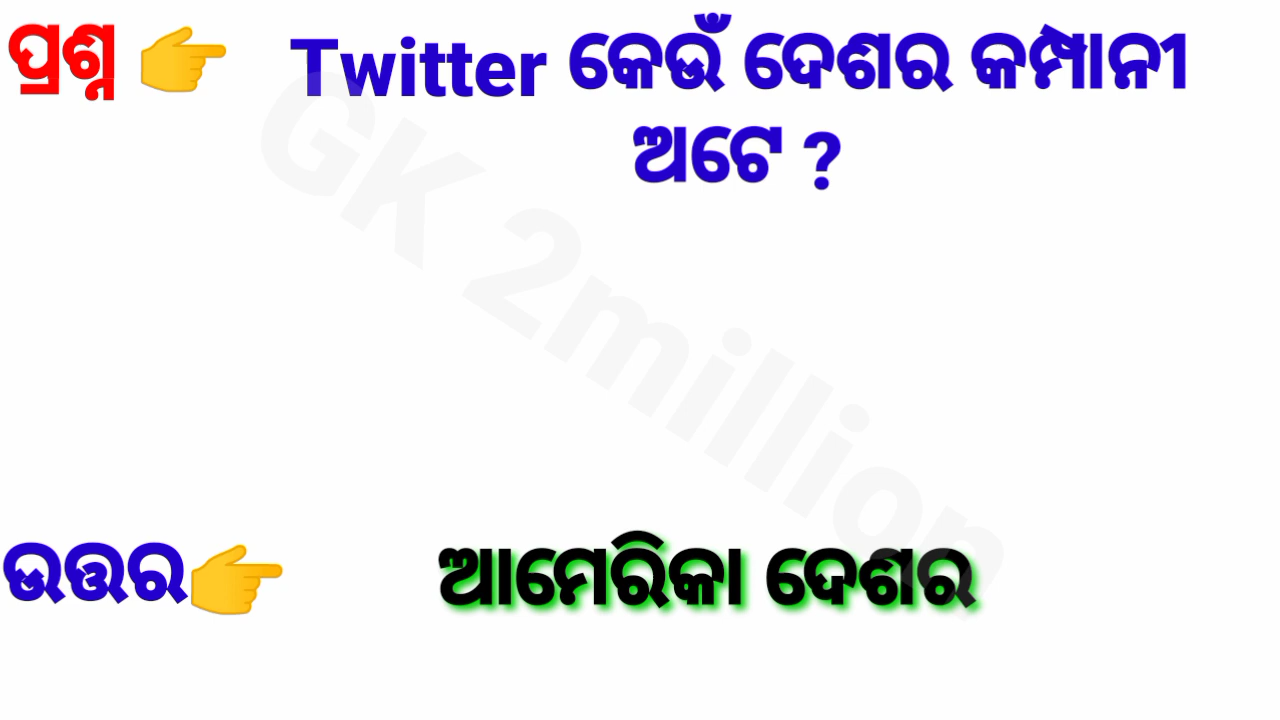 ପ୍ରଶ୍ନ 👉 Twitter କେଉଁ ଦେଶର କମ୍ପାନୀ
ଅଟେ ?
GK 2million
ଉତ୍ତର👉 ଆମେରିକା ଦେଶର